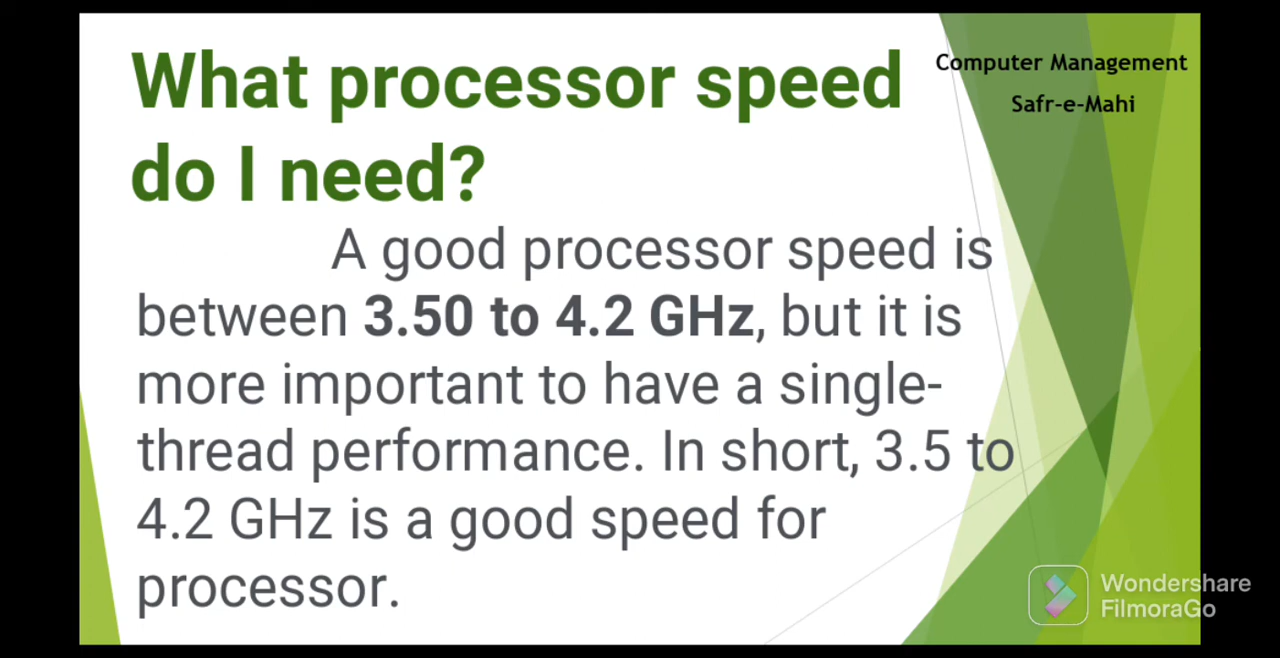 What processor speed
do I need?
Computer Management
Safr-e-Mahi
A good processor speed is
between 3.50 to 4.2 GHz, but it is
more important to have a single-
thread performance. In short, 3.5 to
4.2 GHz is a good speed for
processor.
Wondershare
FilmoraGo